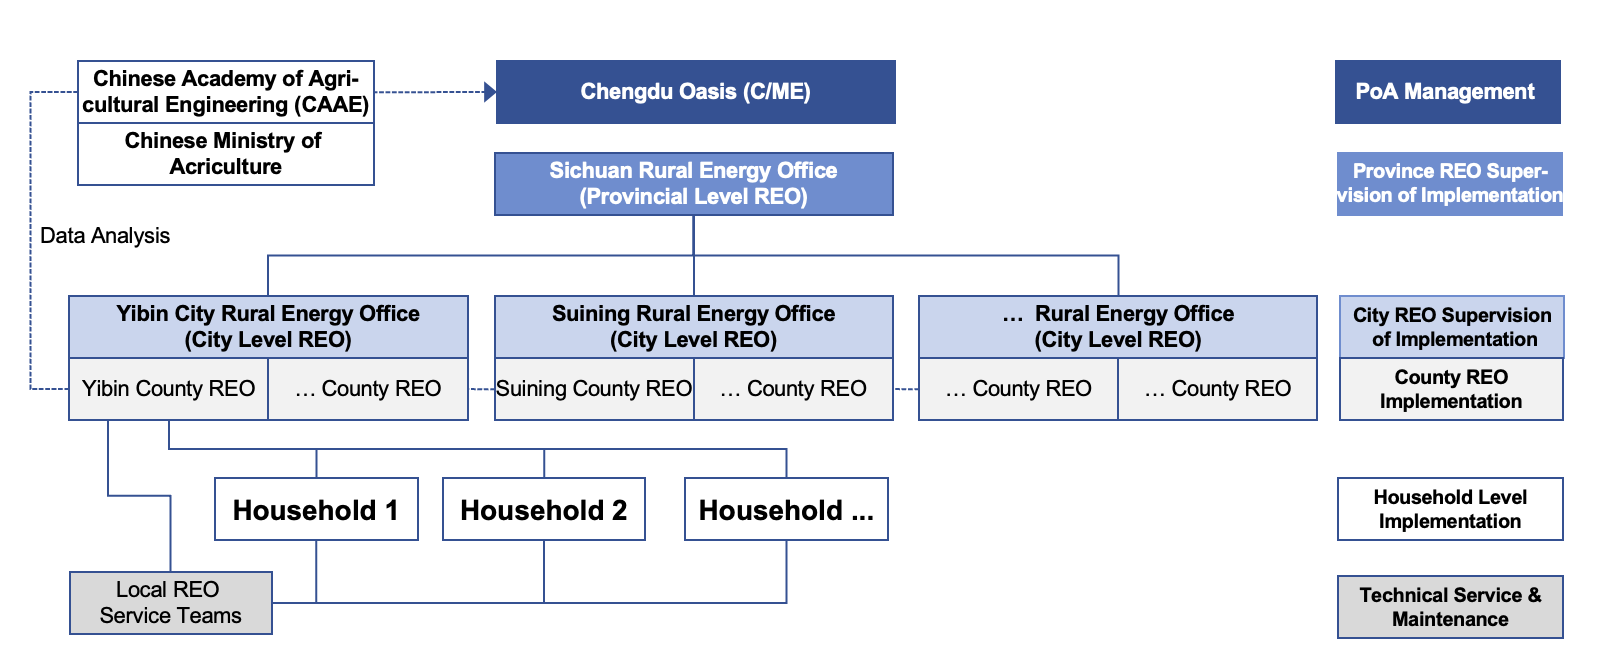 Chinese Academy of Agri-
cultural Engineering (CAAE)
Chinese Ministry of
Acriculture
Chengdu Oasis (C/ME)
PoA Management
Sichuan Rural Energy Office
(Provincial Level REO)
Province REO Super-
vision of Implementation
Data Analysis
Yibin City Rural Energy Office
(City Level REO)
Suining Rural Energy Office
(City Level REO)
... Rural Energy Office
(City Level REO)
City REO Supervision
of Implementation
Yibin County REO
... County REO
Suining County REO
... County REO
... County REO
... County REO
County REO
Implementation
Household 1
Household 2
Household ...
Household Level
Implementation
Local REO
Service Teams
Technical Service &
Maintenance